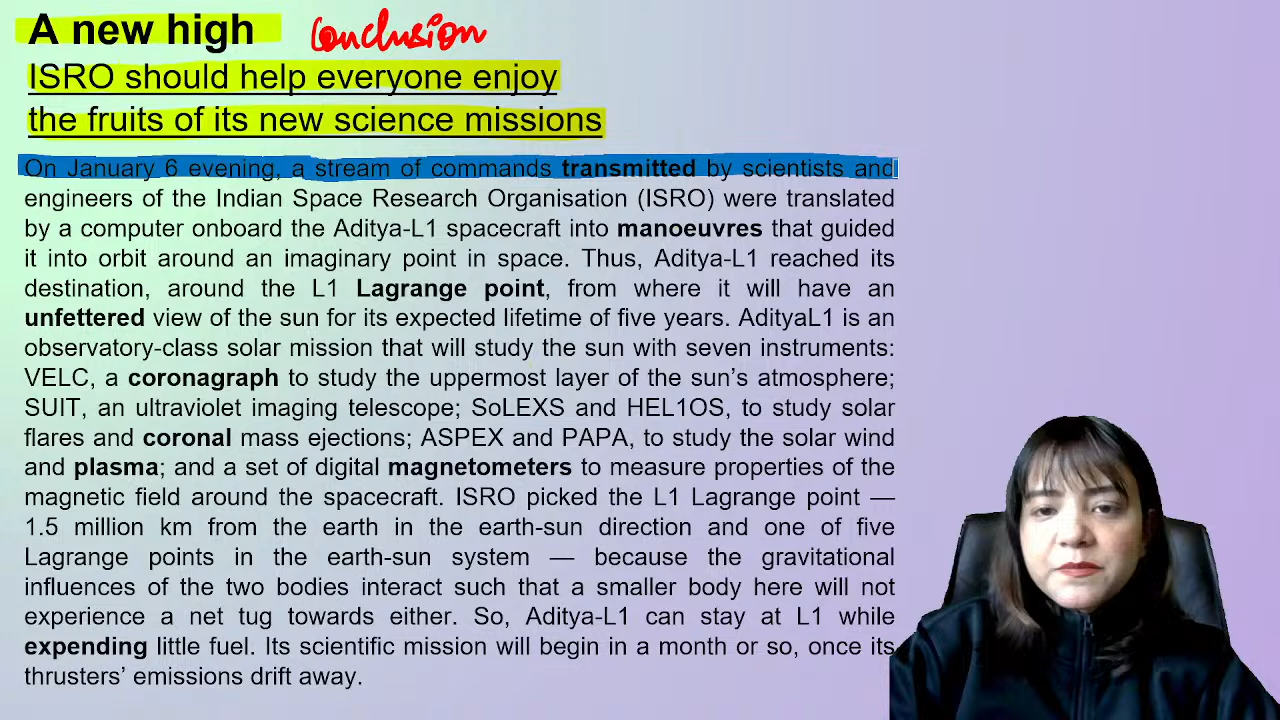 A new high conclusion
ISRO should help everyone enjoy
the fruits of its new science missions
On January 6 evening, a stream of commands transmitted by scientists and
engineers of the Indian Space Research Organisation (ISRO) were translated
by a computer onboard the Aditya-L1 spacecraft into manoeuvres that guided
it into orbit around an imaginary point in space. Thus, Aditya-L1 reached its
destination, around the L1 Lagrange point, from where it will have an
unfettered view of the sun for its expected lifetime of five years. AdityaL1 is an
observatory-class solar mission that will study the sun with seven instruments:
VELC, a coronagraph to study the uppermost layer of the sun’s atmosphere;
SUIT, an ultraviolet imaging telescope; SoLEXS and HEL1OS, to study solar
flares and coronal mass ejections; ASPEX and PAPA, to study the solar wind
and plasma; and a set of digital magnetometers to measure properties of the
magnetic field around the spacecraft. ISRO picked the L1 Lagrange point —
1.5 million km from the earth in the earth-sun direction and one of five
Lagrange points in the earth-sun system — because the gravitational
influences of the two bodies interact such that a smaller body here will not
experience a net tug towards either. So, Aditya-L1 can stay at L1 while
expending little fuel. Its scientific mission will begin in a month or so, once its
thrusters’ emissions drift away.